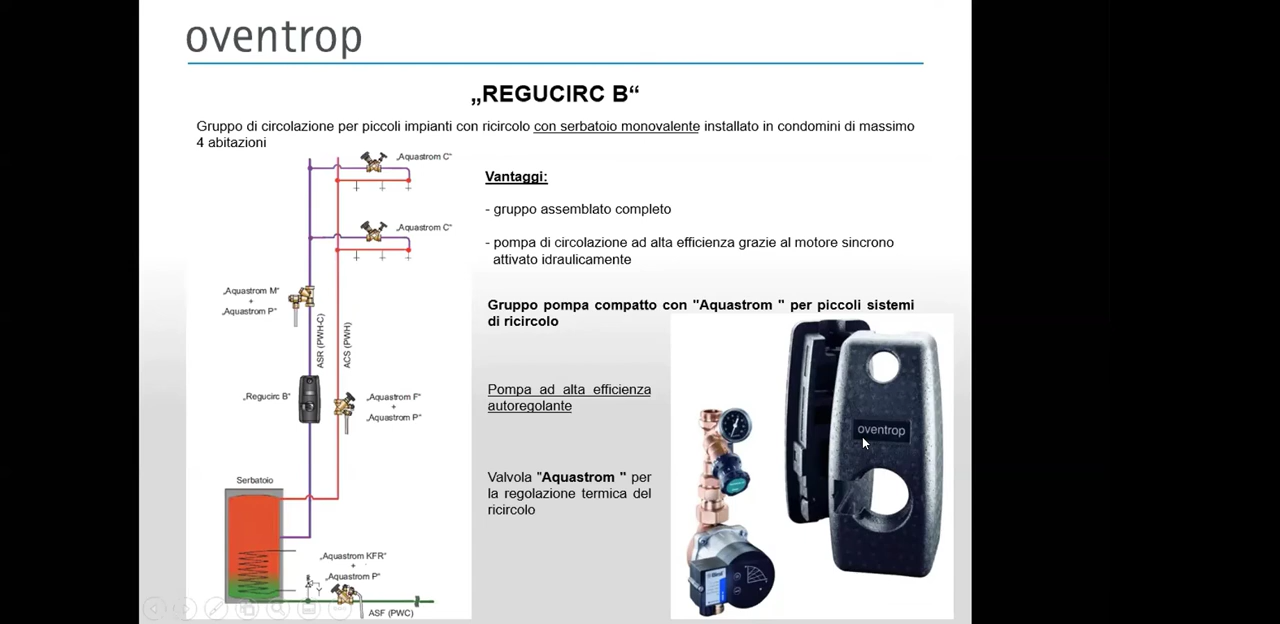 oventrop
„REGUCIRC B“
Gruppo di circolazione per piccoli impianti con ricircolo con serbatoio monovalente installato in condomini di massimo
4 abitazioni
„Aquastrom C“
„Aquastrom C“
„Aquastrom M“
+
„Aquastrom P“
ASR (PWH-C)
ACS (PWH)
„Regucirc B“
„Aquastrom F“
+
„Aquastrom P“
Serbatoio
„Aquastrom KFR“
+
„Aquastrom P“
ASF (PWC)
Vantaggi:
- gruppo assemblato completo
- pompa di circolazione ad alta efficienza grazie al motore sincrono
attivato idraulicamente
Gruppo pompa compatto con "Aquastrom " per piccoli sistemi
di ricircolo
Pompa ad alta efficienza
autoregolante
Valvola "Aquastrom " per
la regolazione termica del
ricircolo
oventrop